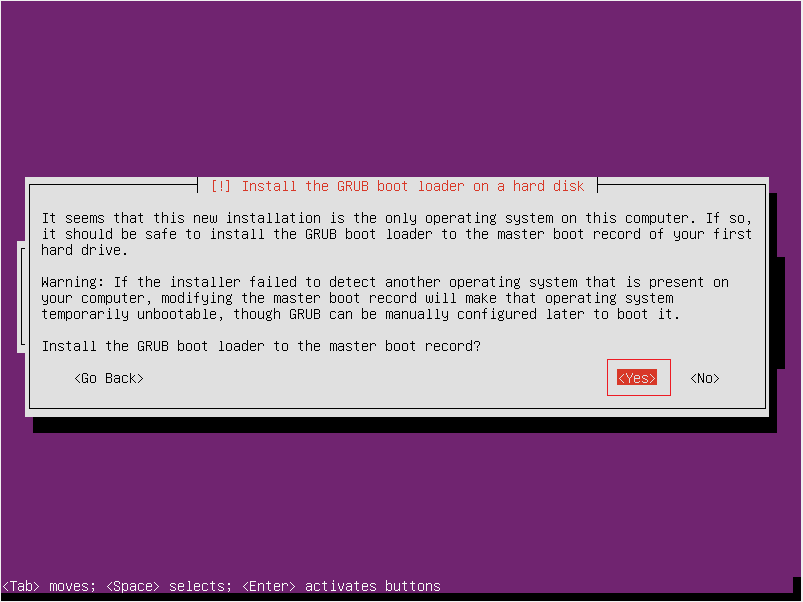 [!] Install the GRUB boot loader on a hard disk
It seems that this new installation is the only operating system on this computer. If so,
it should be safe to install the GRUB boot loader to the master boot record of your first
hard drive.
Warning: If the installer failed to detect another operating system that is present on
your computer, modifying the master boot record will make that operating system
temporarily unbootable, though GRUB can be manually configured later to boot it.
Install the GRUB boot loader to the master boot record?
<Go Back> <Yes> <No>
<Tab> moves; <Space> selects; <Enter> activates buttons